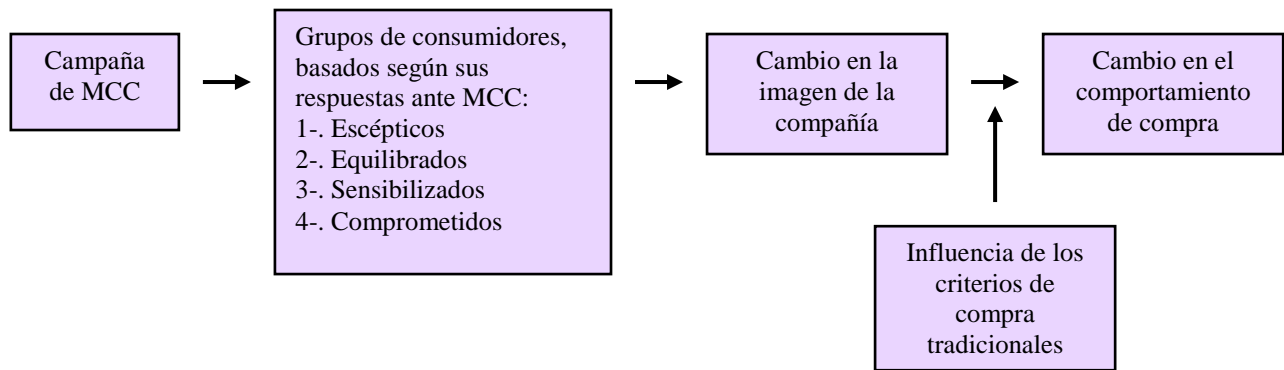 Campaña
de MCC
Grupos de consumidores,
basados según sus
respuestas ante MCC:
1-. Escépticos
2-. Equilibrados
3-. Sensibilizados
4-. Comprometidos
Cambio en la
imagen de la
compañía
Cambio en el
comportamiento
de compra
Influencia de los
criterios de
compra
tradicionales